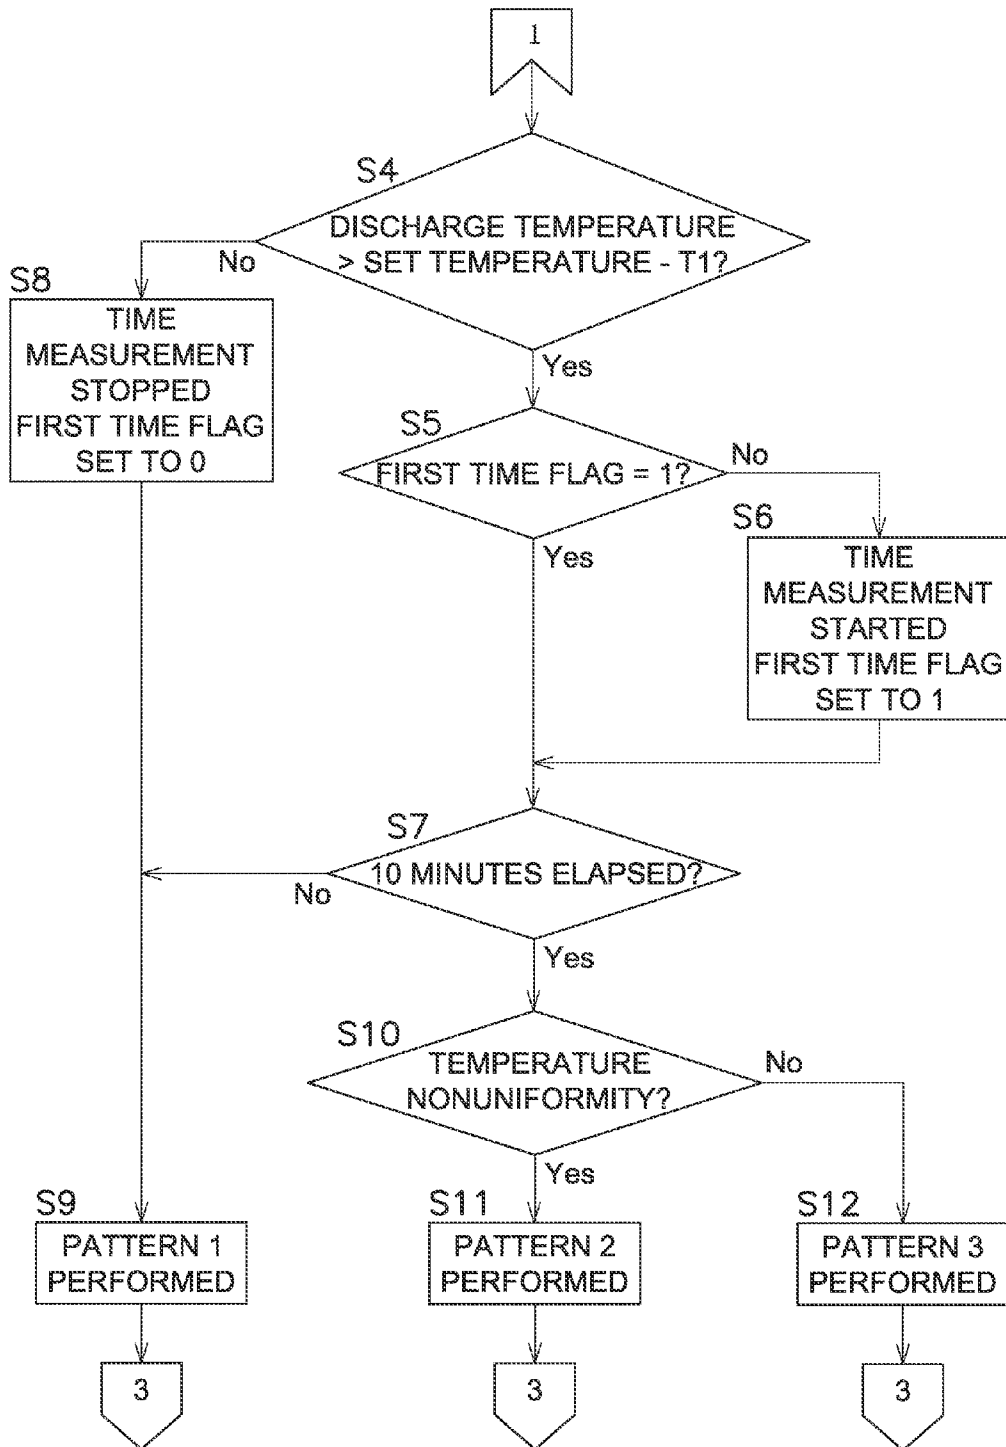 1
S4
DISCHARGE TEMPERATURE
> SET TEMPERATURE - T1?
No
S8
TIME
MEASUREMENT
STOPPED
FIRST TIME FLAG
SET TO 0
Yes
S5
FIRST TIME FLAG = 1?
No
S6
TIME
MEASUREMENT
STARTED
FIRST TIME FLAG
SET TO 1
Yes
S7
10 MINUTES ELAPSED?
No
Yes
S10
TEMPERATURE
NONUNIFORMITY?
No
Yes
S9
PATTERN 1
PERFORMED
S11
PATTERN 2
PERFORMED
S12
PATTERN 3
PERFORMED
3
3
3